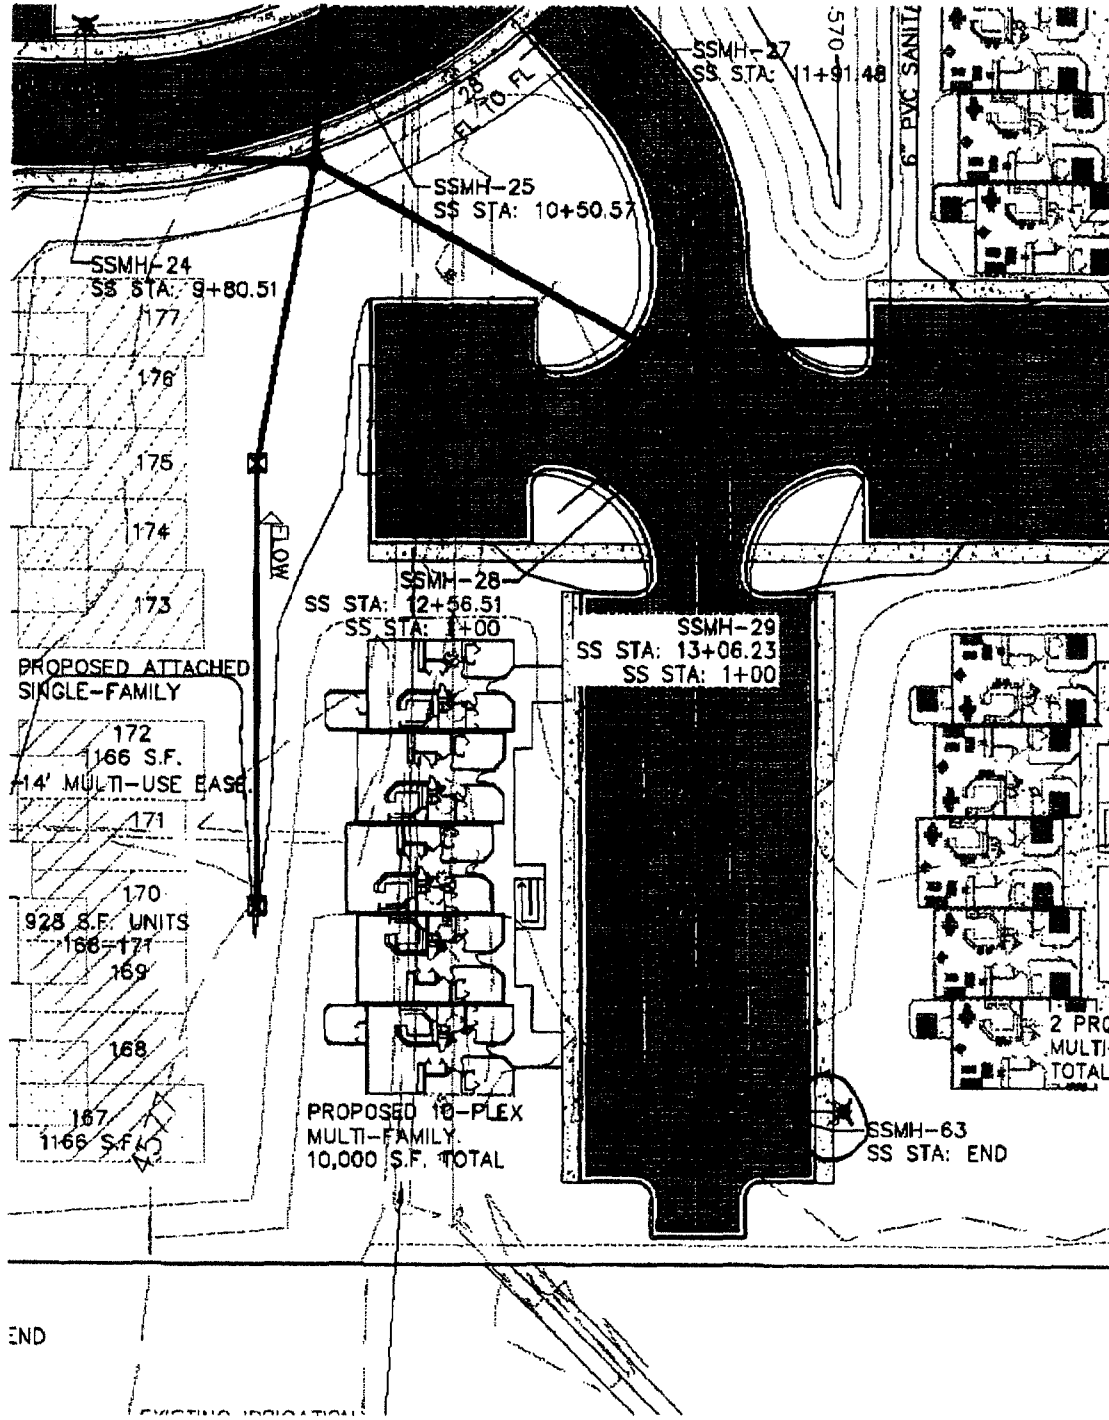 SSMH-27
SS STA: 11+91.48
570
6" PVC SANITA
28'
FL TO FL
SSMH-25
SS STA: 10+50.57
SSMH-24
SS STA: 9+80.51
177
176
175
174
173
FLOW
SSMH-28
SS STA: 12+56.51
SS STA: 1+00
SSMH-29
SS STA: 13+06.23
SS STA: 1+00
PROPOSED ATTACHED
SINGLE-FAMILY
172
1166 S.F.
14' MULTI-USE EASE.
171
170
928 S.F. UNITS
168-171
169
168
167
1166 S.F.
4577
PROPOSED 10-PLEX
MULTI-FAMILY
10,000 S.F. TOTAL
2 PRO
MULTI-
TOTAL
SSMH-63
SS STA: END
END
EXISTING IRRIGATION